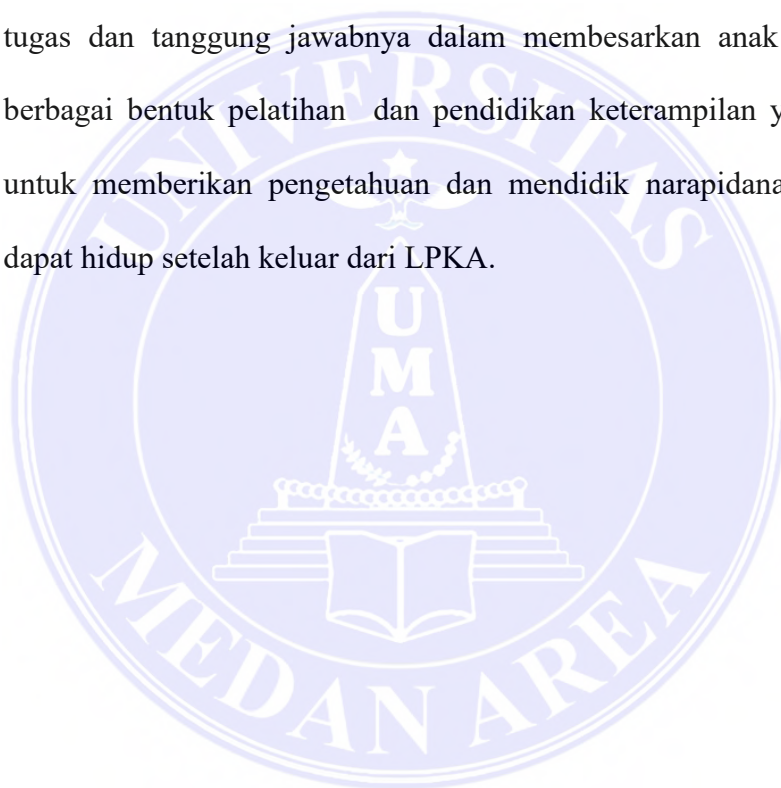 tugas dan tanggung jawabnya dalam membesarkan anak
berbagai bentuk pelatihan dan pendidikan keterampilan y
untuk memberikan pengetahuan dan mendidik narapidana
dapat hidup setelah keluar dari LPKA.
UNIVERSITAS
U
M
A
MEDAN AREA